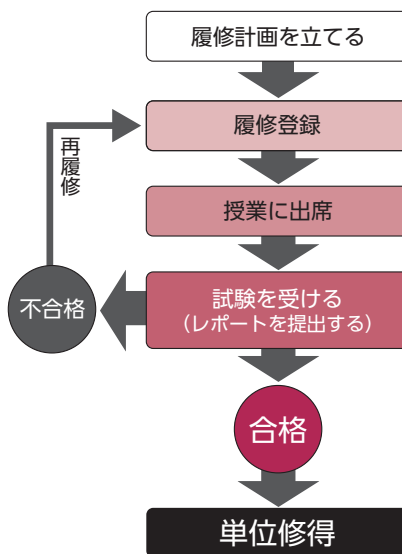 履修計画を立てる
履修登録
再履修
授業に出席
試験を受ける
（レポートを提出する）
不合格
合格
単位修得